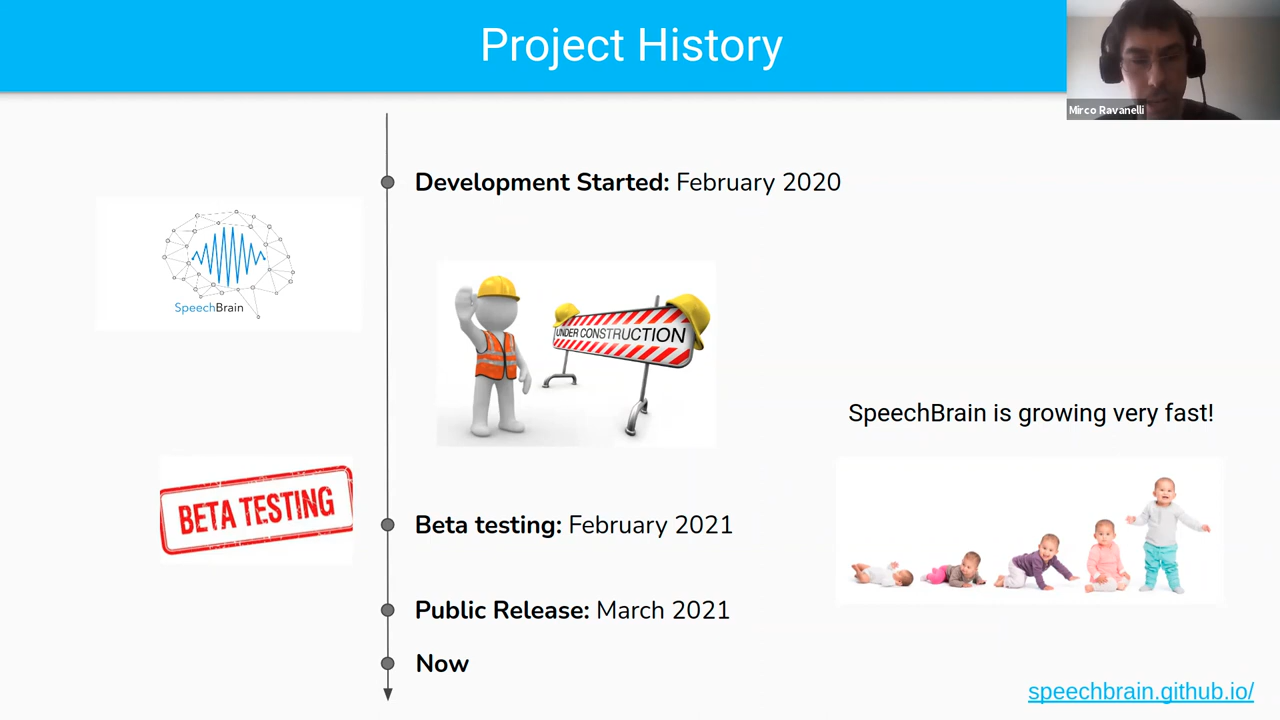 Project History
Mirco Ravanelli
Development Started: February 2020
SpeechBrain
UNDER CONSTRUCTION
SpeechBrain is growing very fast!
BETA TESTING
Beta testing: February 2021
Public Release: March 2021
Now
speechbrain.github.io/